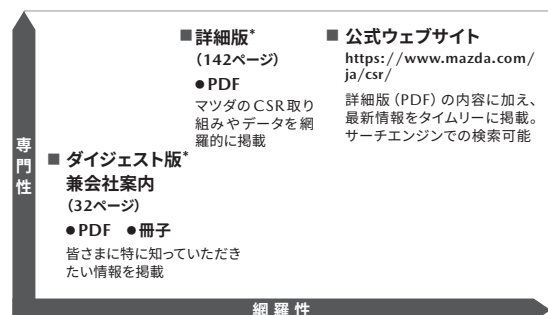 ■ 詳細版*
（142ページ）
●PDF
マツダのCSR取り
組みやデータを網
羅的に掲載
■ 公式ウェブサイト
https://www.mazda.com/
ja/csr/
詳細版（PDF）の内容に加え、
最新情報をタイムリーに掲載。
サーチエンジンでの検索可能
専門性
■ ダイジェスト版*
兼会社案内
（32ページ）
●PDF ●冊子
皆さまに特に知っていただき
たい情報を掲載
網羅性